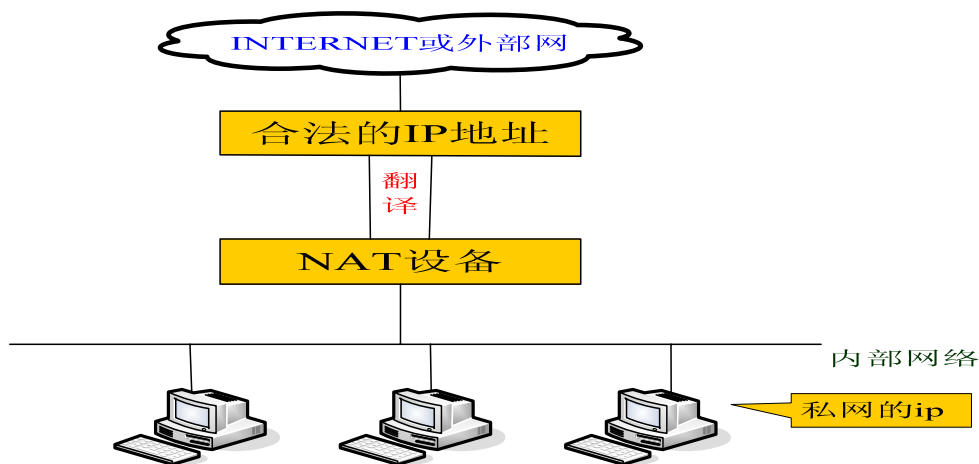 INTERNET或外部网
合法的IP地址
翻
译
NAT设备
内部网络
私网的ip